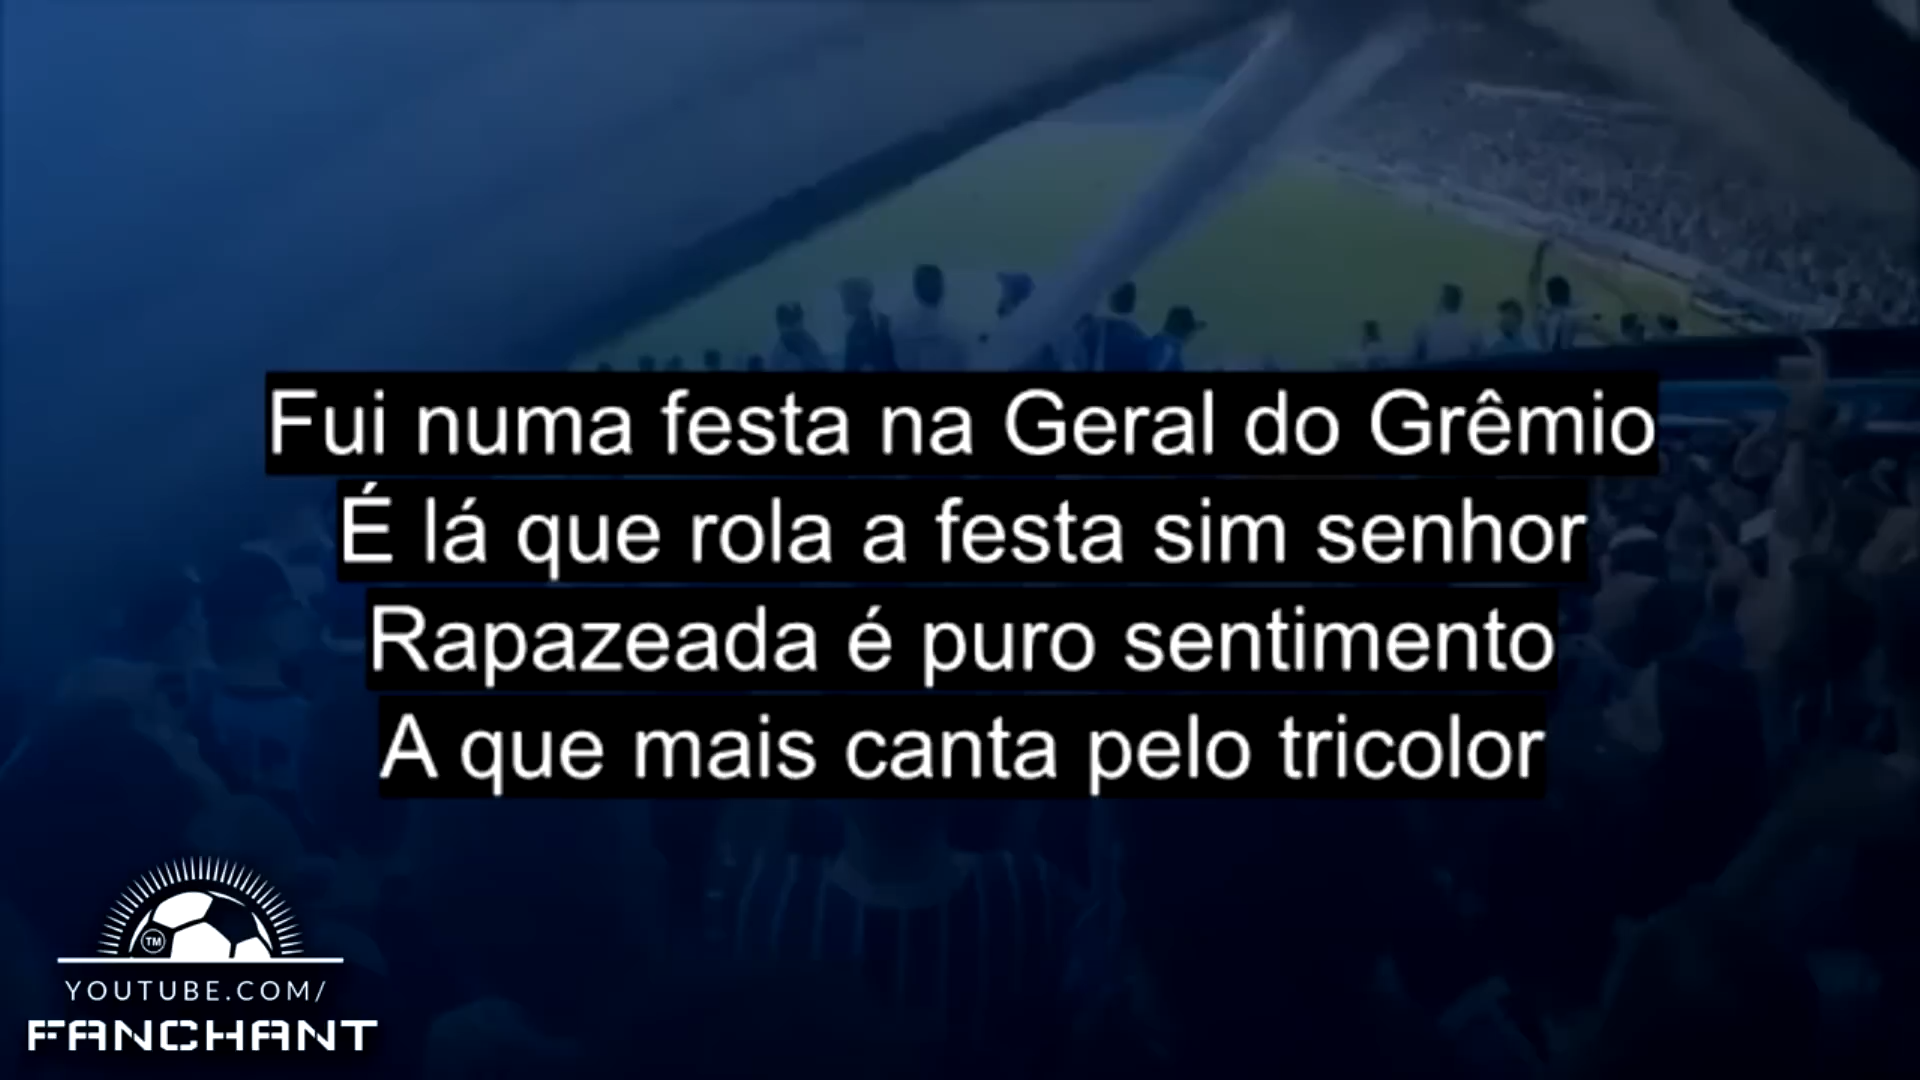 Fui numa festa na Geral do Grêmio
É lá que rola a festa sim senhor
Rapazeada é puro sentimento
A que mais canta pelo tricolor
TM
YOUTUBE.COM/
FANCHANT